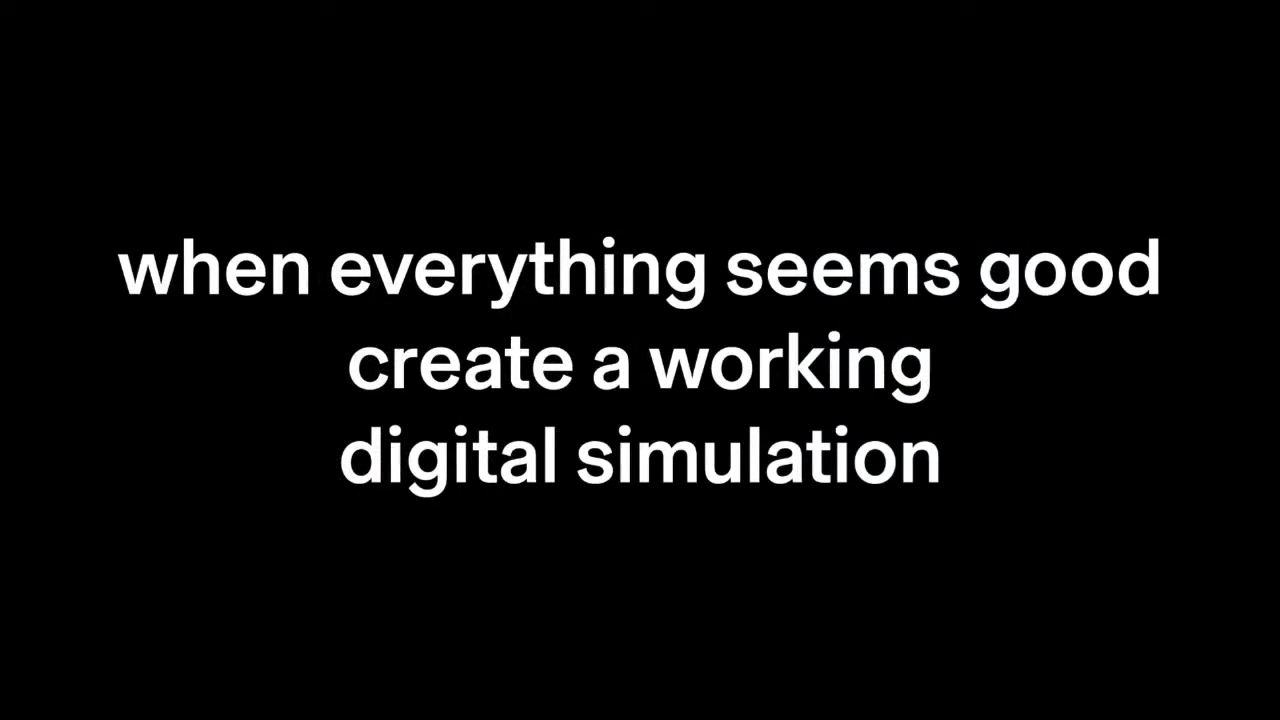 when everything seems good
create a working
digital simulation